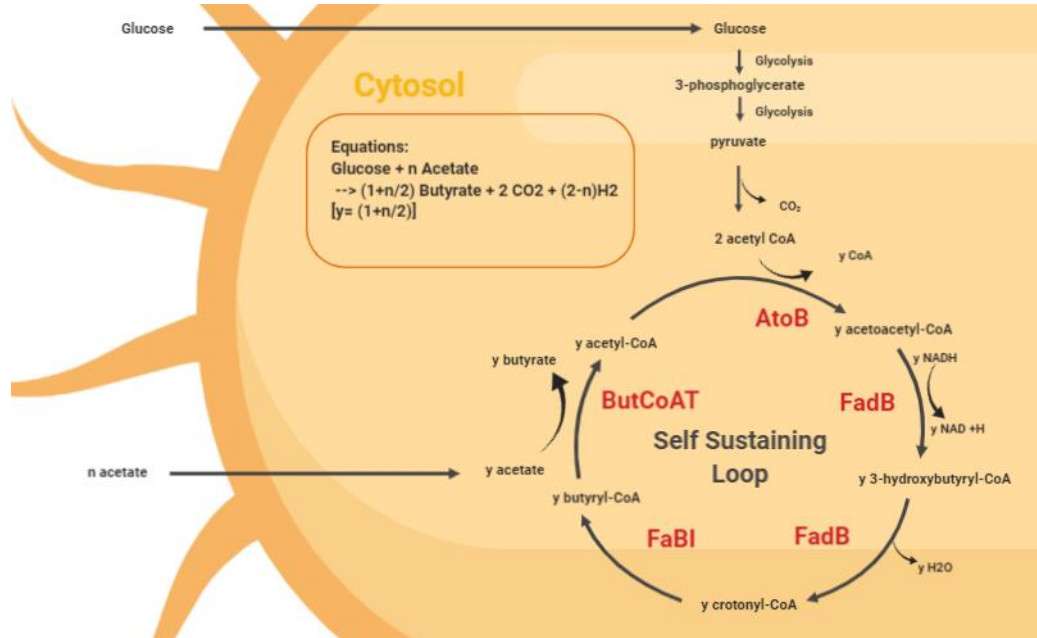 Glucose
Glucose
Glycolysis
3-phosphoglycerate
Glycolysis
pyruvate
CO₂
2 acetyl CoA
y CoA
Cytosol
Equations:
Glucose + n Acetate
--> (1+n/2) Butyrate + 2 CO2 + (2-n)H2
[y= (1+n/2)]
AtoB
y acetoacetyl-CoA
y acetyl-CoA
y butyrate
y NADH
ButCoAT
FadB
y NAD +H
Self Sustaining
Loop
n acetate
y acetate
y 3-hydroxybutyryl-CoA
y butyryl-CoA
FaBI
FadB
y H2O
y crotonyl-CoA